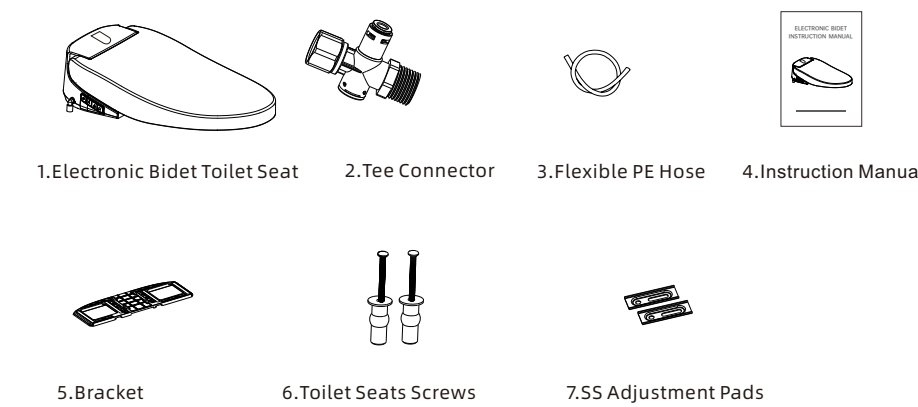 ELECTRONIC BIDET
INSTRUCTION MANUAL
1.Electronic Bidet Toilet Seat
2.Tee Connector
3.Flexible PE Hose
4.Instruction Manua
5.Bracket
6.Toilet Seats Screws
7.SS Adjustment Pads